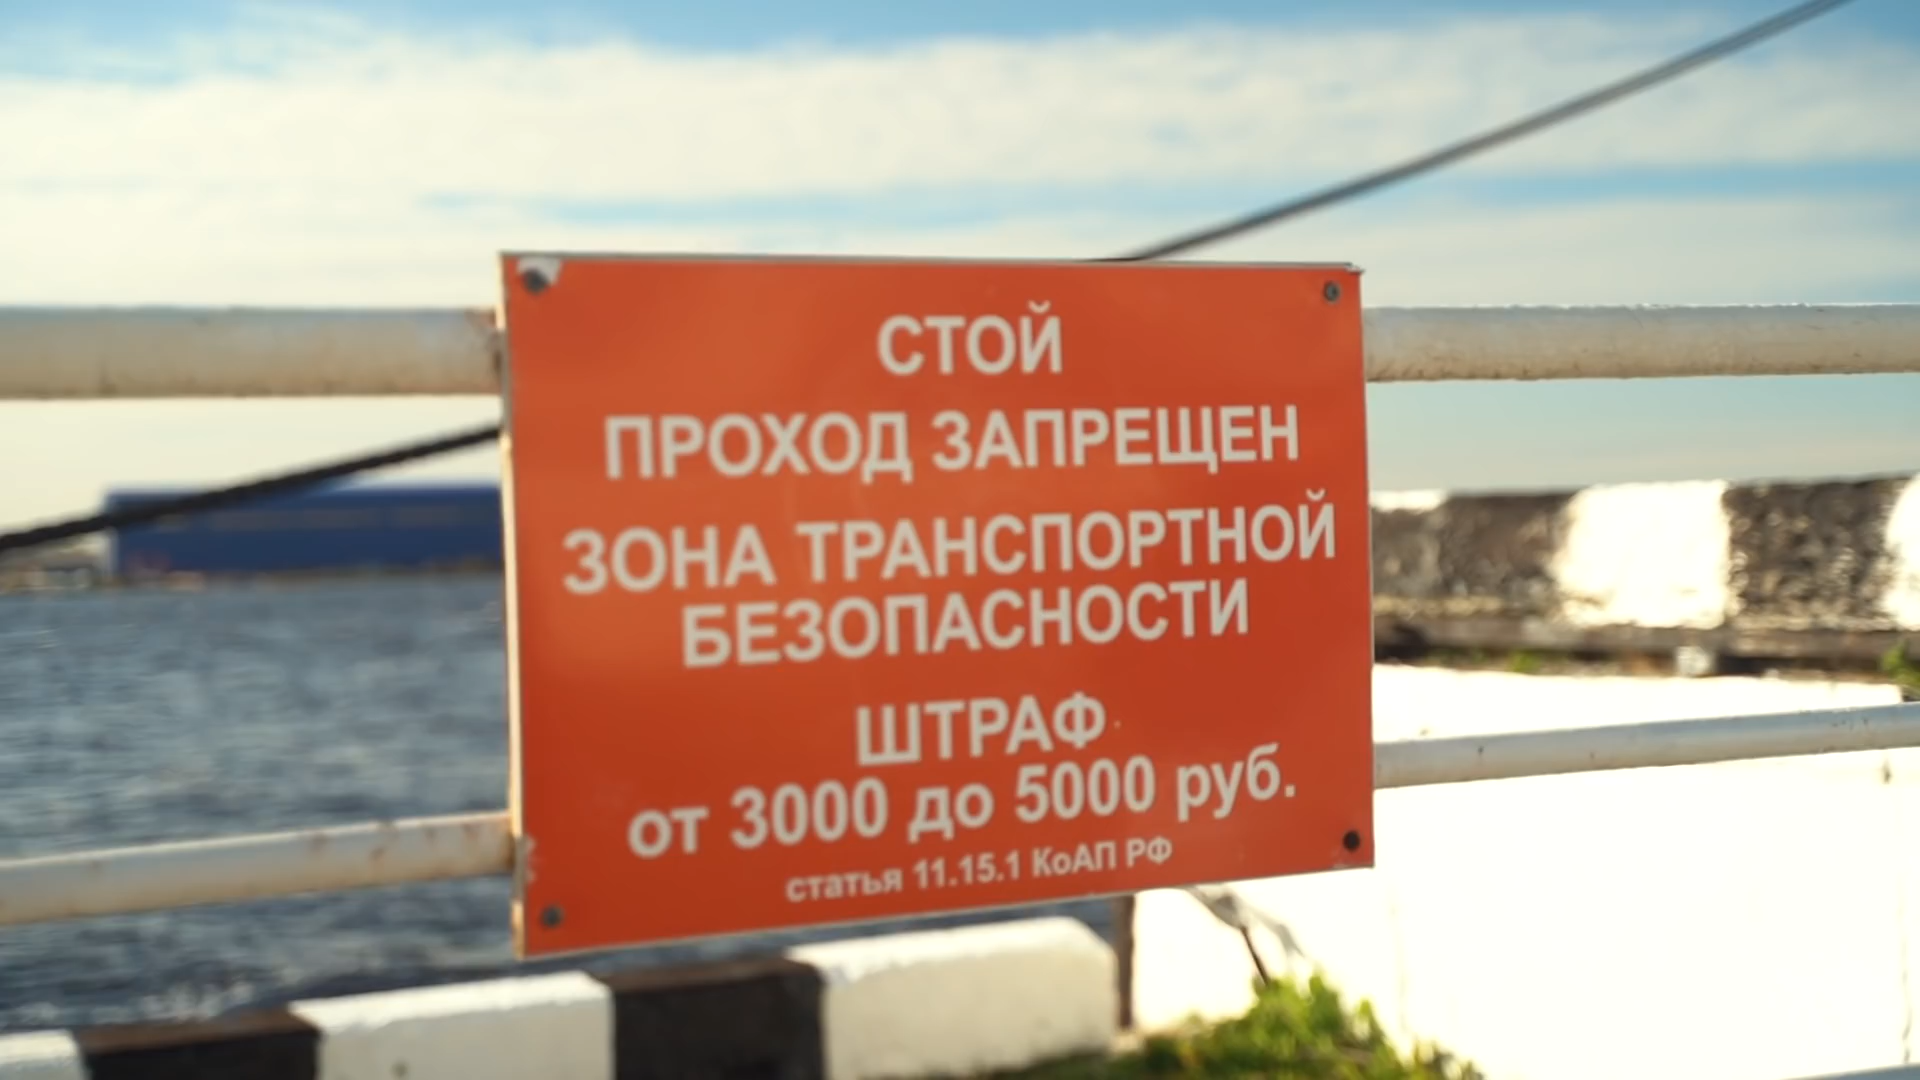 СТОЙ
ПРОХОД ЗАПРЕЩЕН
ЗОНА ТРАНСПОРТНОЙ
БЕЗОПАСНОСТИ
ШТРАФ
от 3000 до 5000 руб.
статья 11.15.1 КоАП РФ